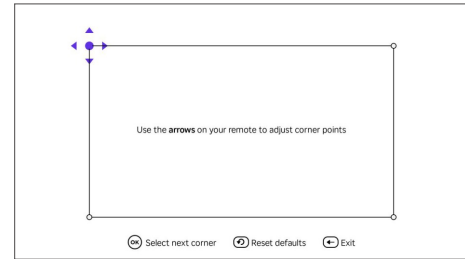 Use the arrows on your remote to adjust corner points
OK Select next corner Reset defaults Exit